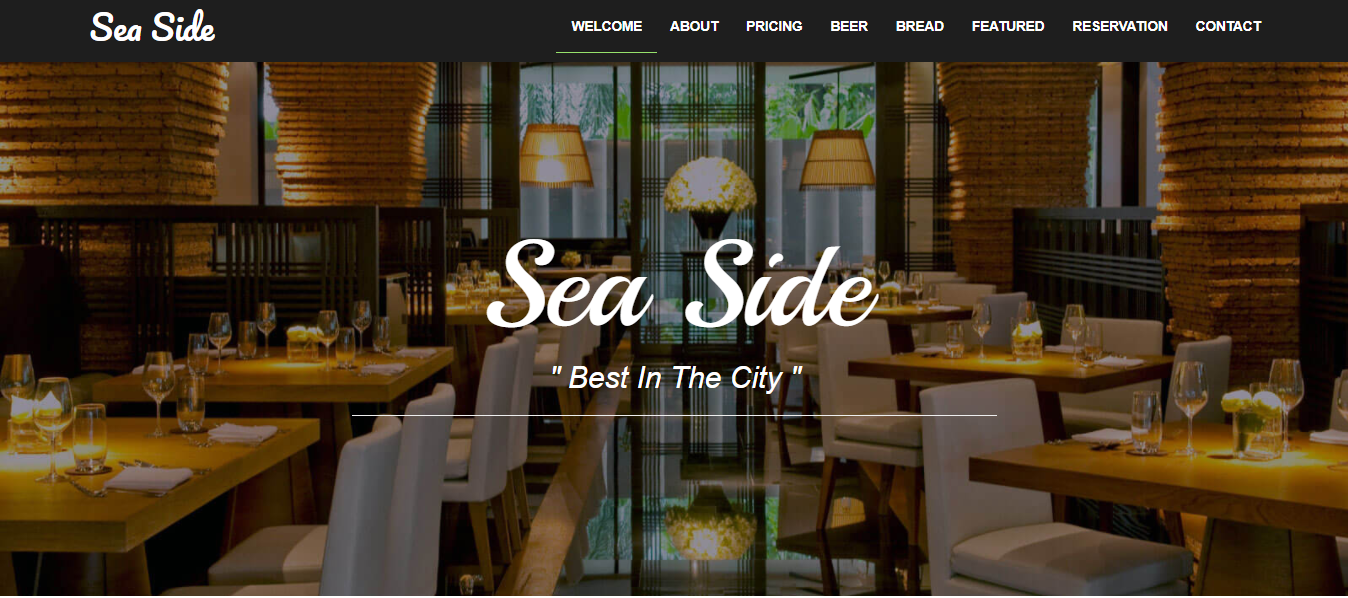 Sea Side
WELCOME ABOUT PRICING BEER BREAD FEATURED RESERVATION CONTACT
Sea Side
" Best In The City "